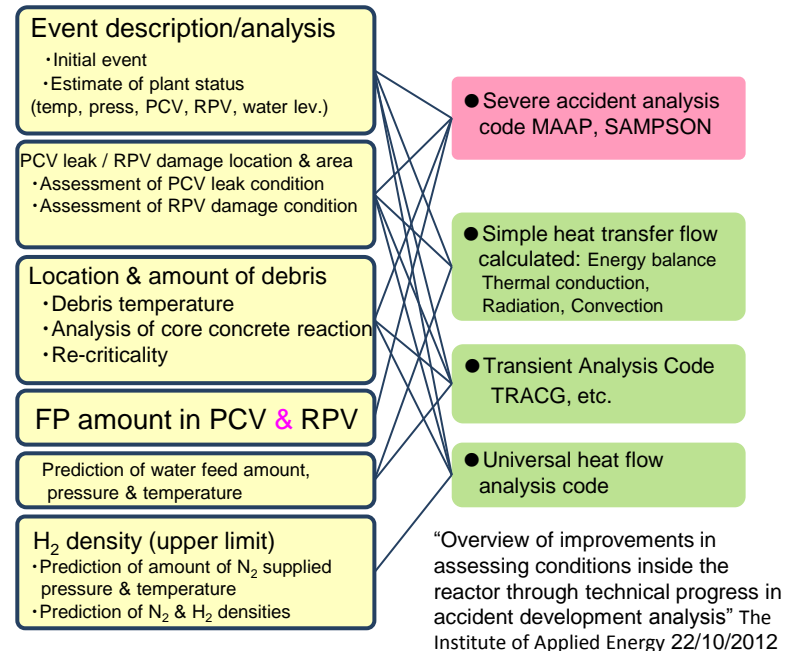 Event description/analysis
・Initial event
・Estimate of plant status
(temp, press, PCV, RPV, water lev.)
PCV leak / RPV damage location & area
・Assessment of PCV leak condition
・Assessment of RPV damage condition
Location & amount of debris
・Debris temperature
・Analysis of core concrete reaction
・Re-criticality
FP amount in PCV & RPV
Prediction of water feed amount,
pressure & temperature
H₂ density (upper limit)
・Prediction of amount of N₂ supplied
pressure & temperature
・Prediction of N₂ & H₂ densities
●Severe accident analysis
code MAAP, SAMPSON
●Simple heat transfer flow
calculated: Energy balance
Thermal conduction,
Radiation, Convection
●Transient Analysis Code
TRACG, etc.
●Universal heat flow
analysis code
“Overview of improvements in
assessing conditions inside the
reactor through technical progress in
accident development analysis” The
Institute of Applied Energy 22/10/2012